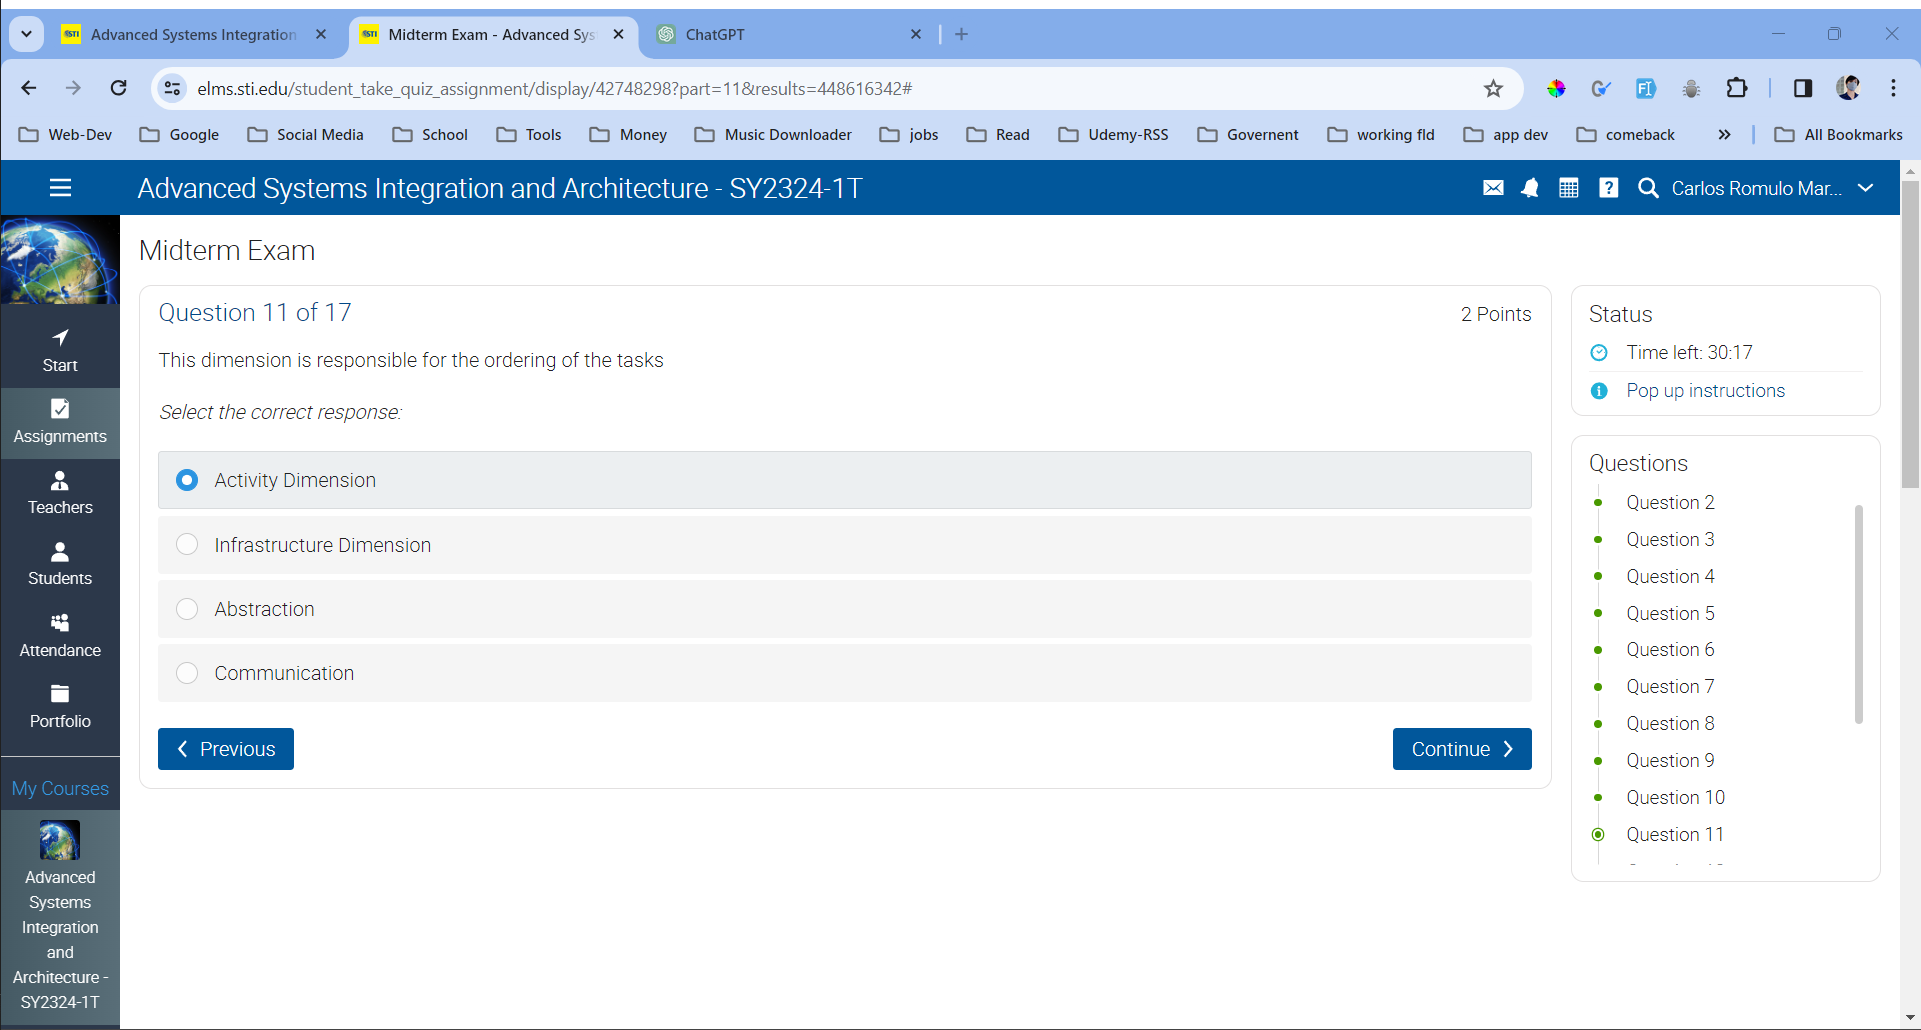 Advanced Systems Integration
Midterm Exam - Advanced Sys
ChatGPT
elms.sti.edu/student_take_quiz_assignment/display/42748298?part=11&results=448616342#
Web-Dev
Google
Social Media
School
Tools
Money
Music Downloader
jobs
Read
Udemy-RSS
Governent
working fld
app dev
comeback
All Bookmarks
Advanced Systems Integration and Architecture - SY2324-1T
Carlos Romulo Mar...
Start
Assignments
Teachers
Students
Attendance
Portfolio
My Courses
Advanced
Systems
Integration
and
Architecture -
SY2324-1T
Midterm Exam
Question 11 of 17
2 Points
This dimension is responsible for the ordering of the tasks
Select the correct response:
Activity Dimension
Infrastructure Dimension
Abstraction
Communication
Previous
Continue
Status
Time left: 30:17
Pop up instructions
Questions
Question 2
Question 3
Question 4
Question 5
Question 6
Question 7
Question 8
Question 9
Question 10
Question 11